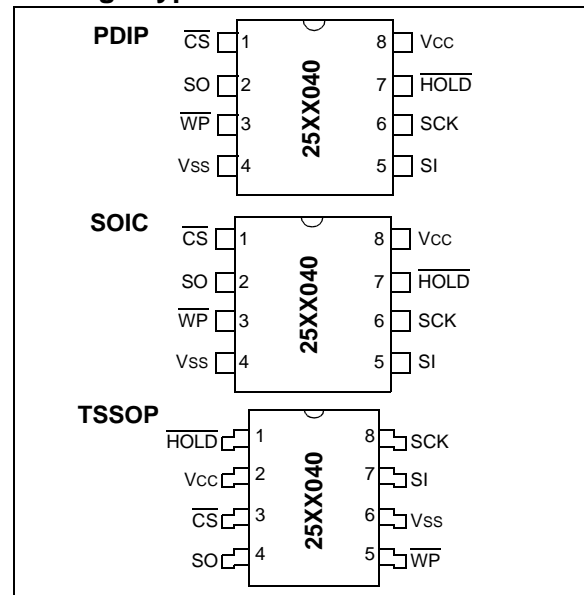 PDIP
CS 1 8 Vcc
SO 2 7 HOLD
WP 3 6 SCK
Vss 4 5 SI
25XX040
SOIC
CS 1 8 Vcc
SO 2 7 HOLD
WP 3 6 SCK
Vss 4 5 SI
25XX040
TSSOP
HOLD 1 8 SCK
Vcc 2 7 SI
CS 3 6 Vss
SO 4 5 WP
25XX040